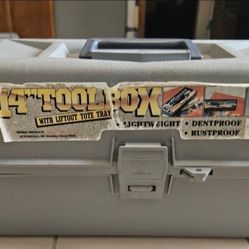 14" TOOL BOX
WITH LIFTOUT TOTE TRAY
• LIGHTWEIGHT • DENTPROOF
• RUSTPROOF